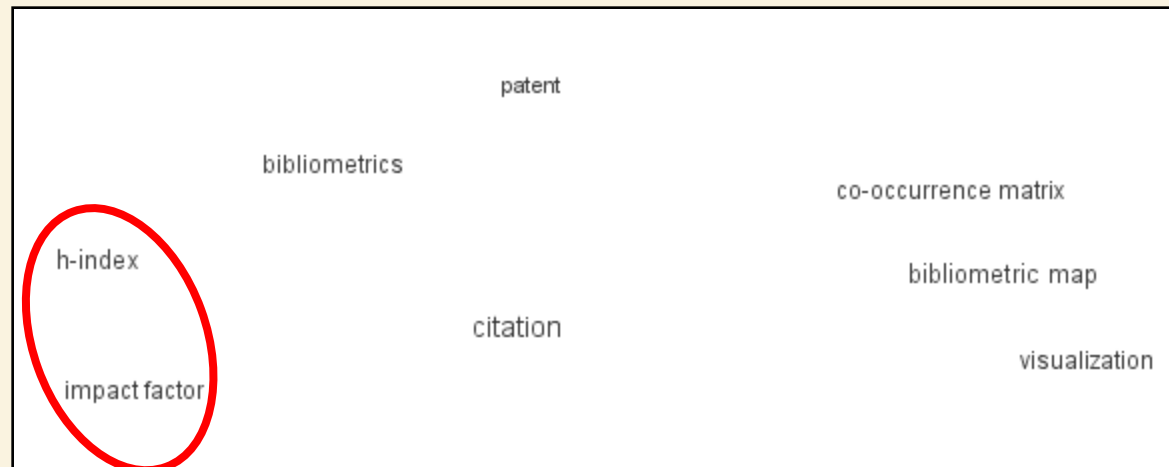 patent
bibliometrics
co-occurrence matrix
h-index
bibliometric map
citation
visualization
impact factor